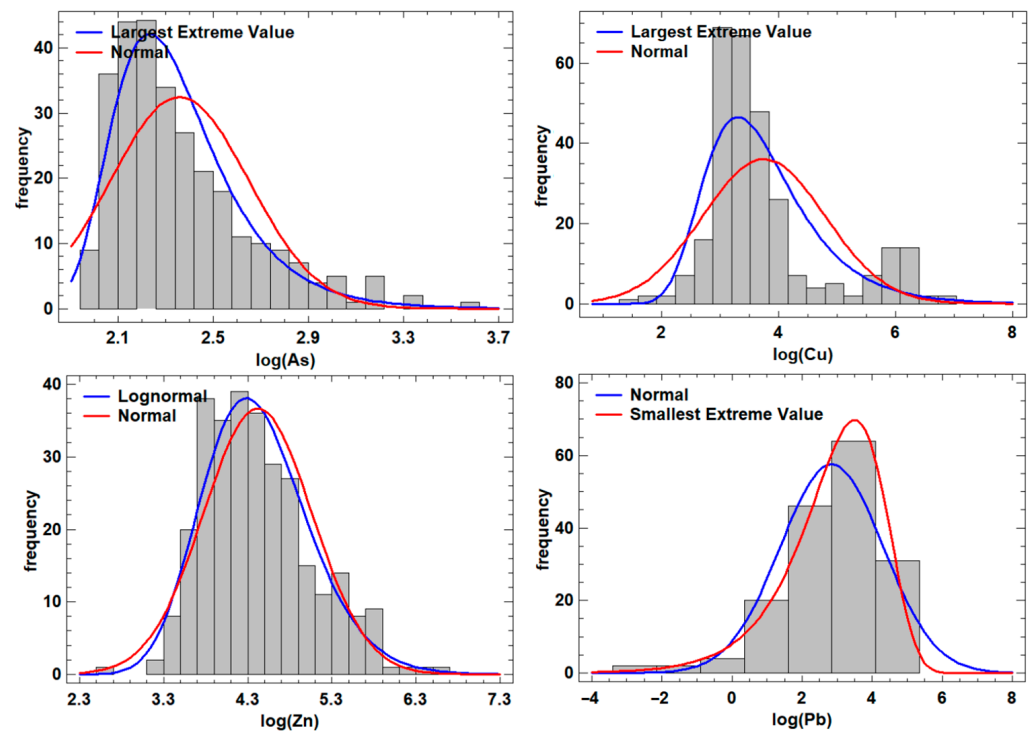 Largest Extreme Value
Normal
40
30
20
10
0
frequency
2.1 2.5 2.9 3.3 3.7
log(As)
Largest Extreme Value
Normal
60
40
20
0
frequency
2 4 6 8
log(Cu)
Lognormal
Normal
40
30
20
10
0
frequency
2.3 3.3 4.3 5.3 6.3 7.3
log(Zn)
Normal
Smallest Extreme Value
80
60
40
20
0
frequency
−4 −2 0 2 4 6 8
log(Pb)